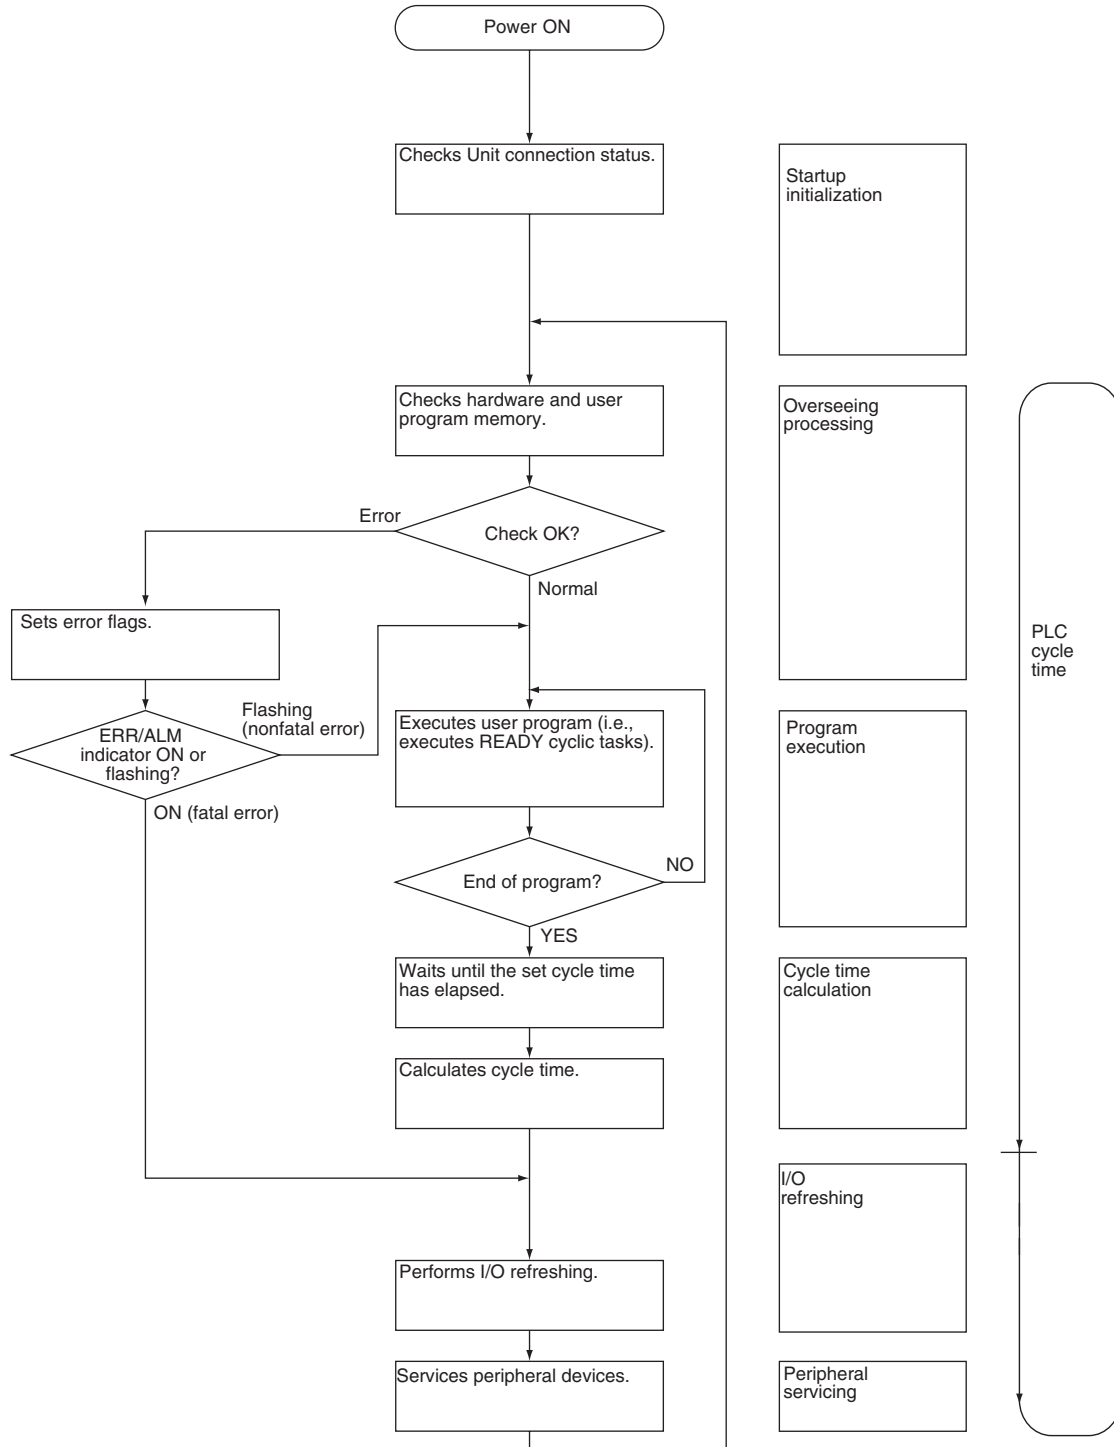 Power ON
Checks Unit connection status.
Startup
initialization
Checks hardware and user
program memory.
Overseeing
processing
Error
Check OK?
Normal
Sets error flags.
PLC
cycle
time
Flashing
(nonfatal error)
ERR/ALM
indicator ON or
flashing?
ON (fatal error)
Executes user program (i.e.,
executes READY cyclic tasks).
Program
execution
End of program?
NO
YES
Waits until the set cycle time
has elapsed.
Cycle time
calculation
Calculates cycle time.
I/O
refreshing
Performs I/O refreshing.
Services peripheral devices.
Peripheral
servicing